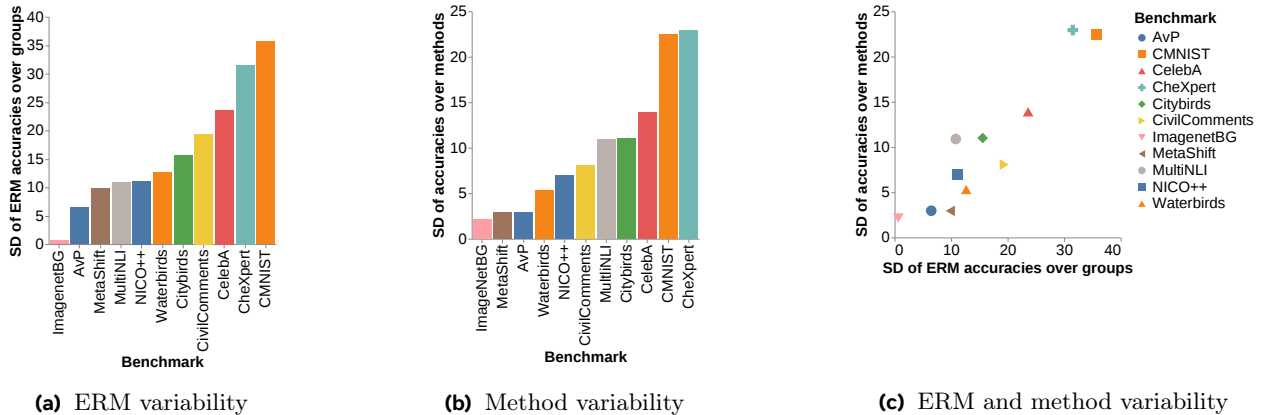 SD of ERM accuracies over groups
40
35
30
25
20
15
10
5
0
ImagenetBG
AvP
MetaShift
MultiNLI
NICO++
Waterbirds
Citybirds
CivilComments
CelebA
CheXpert
CMNIST
Benchmark
(a) ERM variability
SD of accuracies over methods
25
20
15
10
5
0
ImageNetBG
MetaShift
AvP
Waterbirds
NICO++
CivilComments
MultiNLI
Citybirds
CelebA
CMNIST
CheXpert
Benchmark
(b) Method variability
SD of accuracies over methods
25
20
15
10
5
0
0 10 20 30 40
SD of ERM accuracies over groups
Benchmark
AvP
CMNIST
CelebA
CheXpert
Citybirds
CivilComments
ImagenetBG
MetaShift
MultiNLI
NICO++
Waterbirds
(c) ERM and method variability